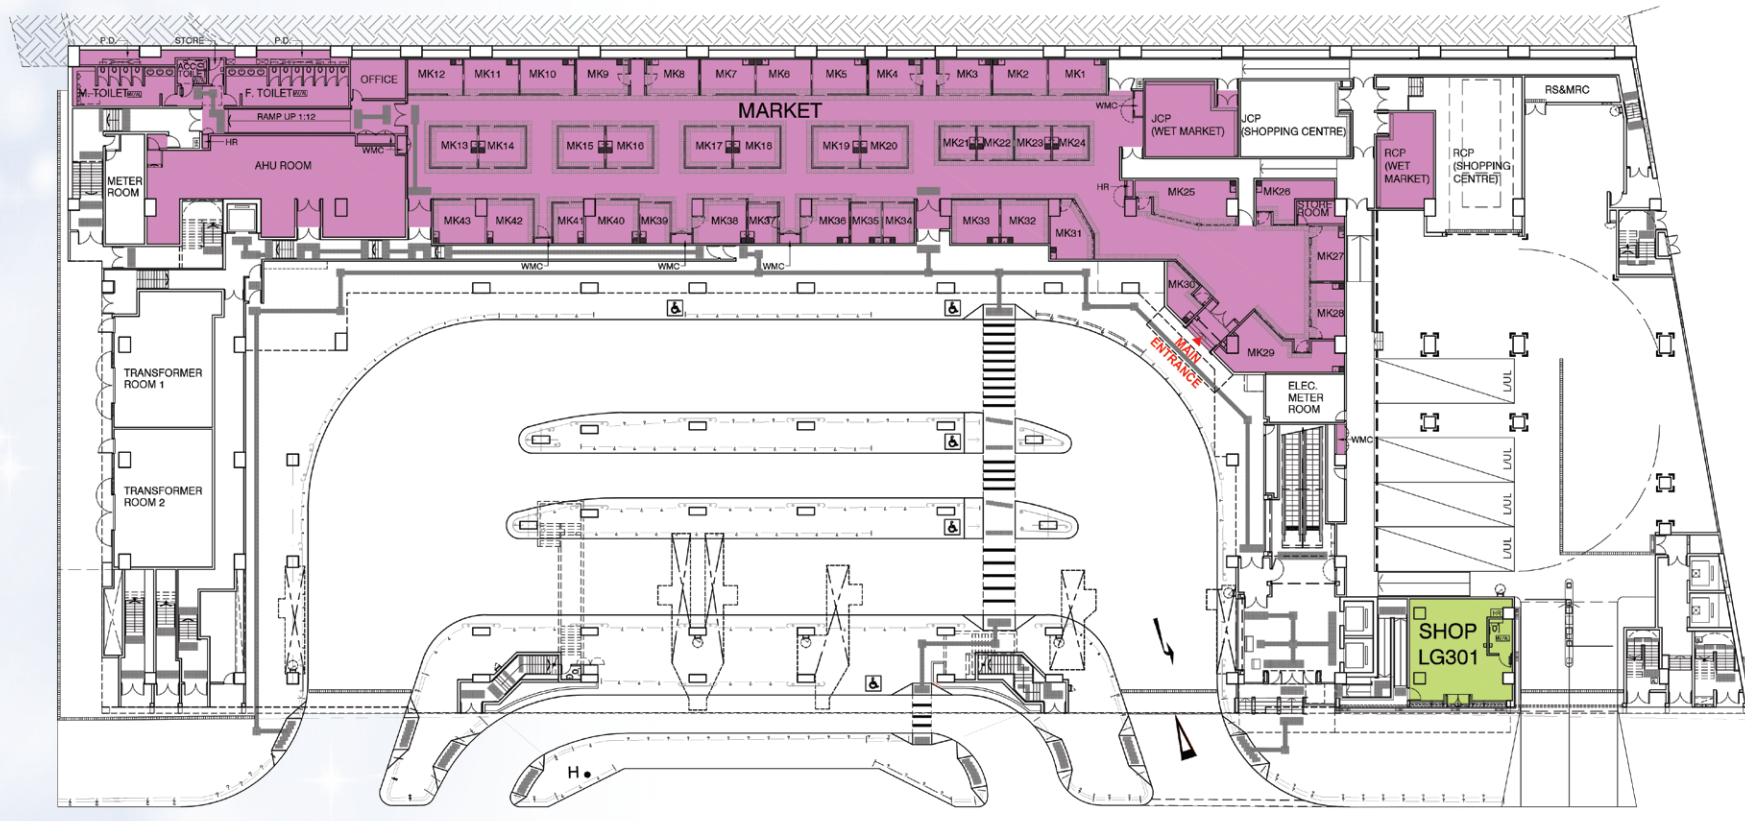 P.D.
STORE
P.D.
ACC.
TOILET
M. TOILET
F. TOILET
OFFICE
MK12
MK11
MK10
MK9
MK8
MK7
MK6
MK5
MK4
MK3
MK2
MK1
MARKET
RAMP UP 1:12
HR
WMC
AHU ROOM
METER
ROOM
MK13
MK14
MK15
MK16
MK17
MK18
MK19
MK20
MK21
MK22
MK23
MK24
WMC
JCP
(WET MARKET)
JCP
(SHOPPING CENTRE)
RS&MRC
RCP
(WET
MARKET)
RCP
(SHOPPING
CENTRE)
HR
MK25
MK26
STORE
ROOM
MK43
MK42
MK41
MK40
MK39
MK38
MK37
MK36
MK35
MK34
MK33
MK32
MK31
MK27
WMC
WMC
WMC
MK30
MK28
MK29
MAIN
ENTRANCE
TRANSFORMER
ROOM 1
ELEC.
METER
ROOM
L/UL
WMC
L/UL
TRANSFORMER
ROOM 2
L/UL
L/UL
SHOP
LG301
H